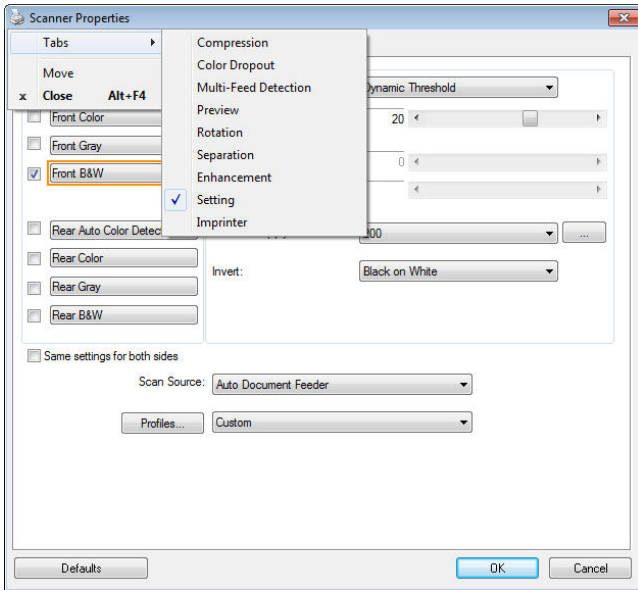 Scanner Properties
Tabs
Move
x Close Alt+F4
Compression
Color Dropout
Multi-Feed Detection
Preview
Rotation
Separation
Enhancement
Setting
Imprinter
Dynamic Threshold
Front Color
20
Front Gray
0
Front B&W
Rear Auto Color Detect
200
...
Rear Color
Invert:
Black on White
Rear Gray
Rear B&W
Same settings for both sides
Scan Source:
Auto Document Feeder
Profiles...
Custom
Defaults
OK
Cancel